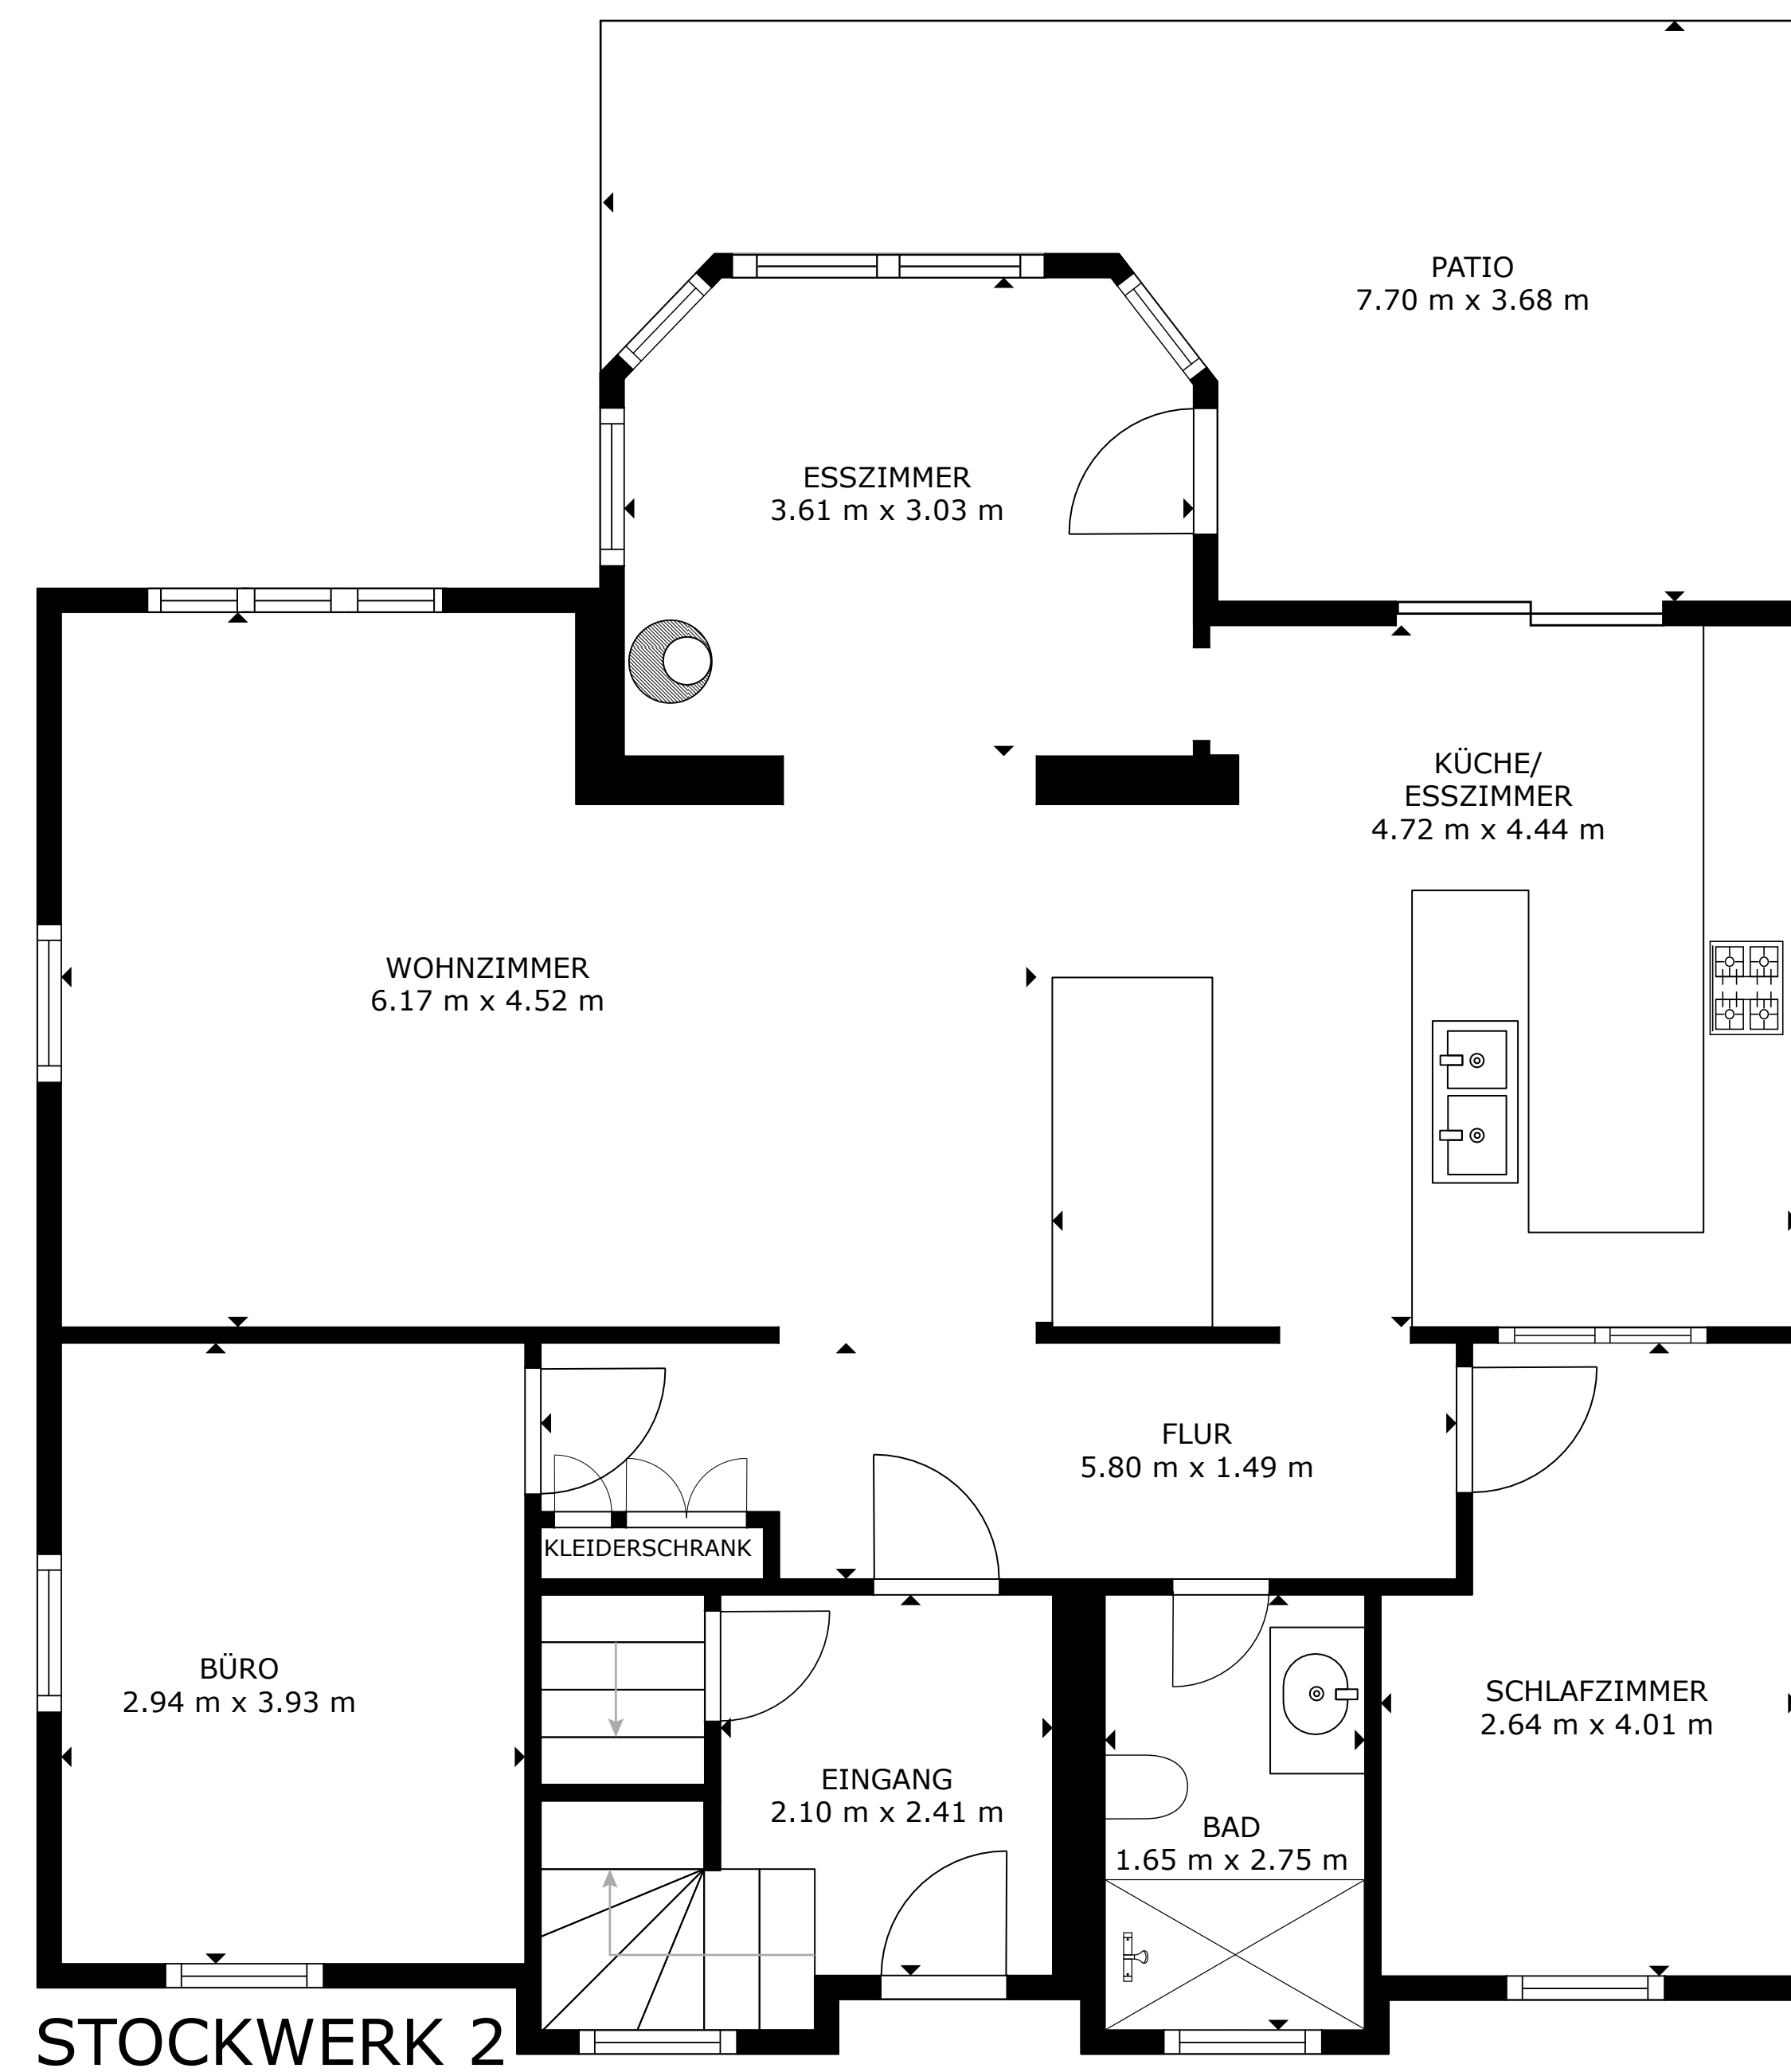 PATIO
7.70 m x 3.68 m
ESSZIMMER
3.61 m x 3.03 m
KÜCHE/
ESSZIMMER
4.72 m x 4.44 m
WOHNZIMMER
6.17 m x 4.52 m
FLUR
5.80 m x 1.49 m
KLEIDERSCHRANK
BÜRO
2.94 m x 3.93 m
SCHLAFZIMMER
2.64 m x 4.01 m
EINGANG
2.10 m x 2.41 m
BAD
1.65 m x 2.75 m
STOCKWERK 2